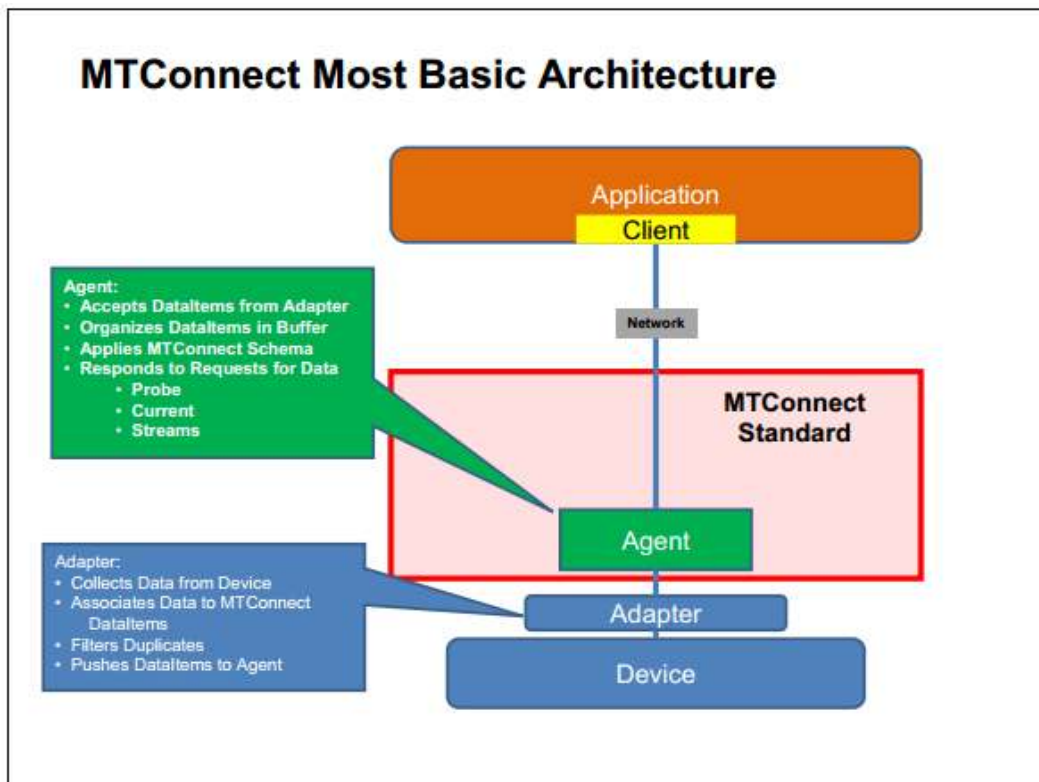 MTConnect Most Basic Architecture
Application
Client
Agent:
• Accepts DataItems from Adapter
• Organizes DataItems in Buffer
• Applies MTConnect Schema
• Responds to Requests for Data
• Probe
• Current
• Streams
Network
MTConnect
Standard
Agent
Adapter:
• Collects Data from Device
• Associates Data to MTConnect
DataItems
• Filters Duplicates
• Pushes DataItems to Agent
Adapter
Device